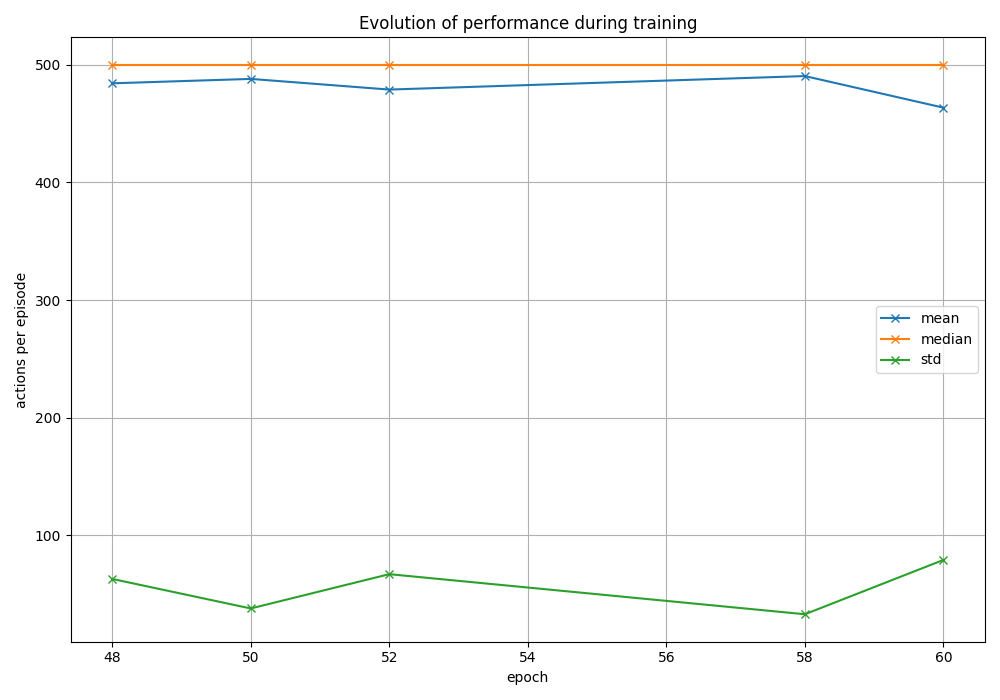 Evolution of performance during training
500
400
300
200
100
actions per episode
mean
median
std
48 50 52 54 56 58 60
epoch